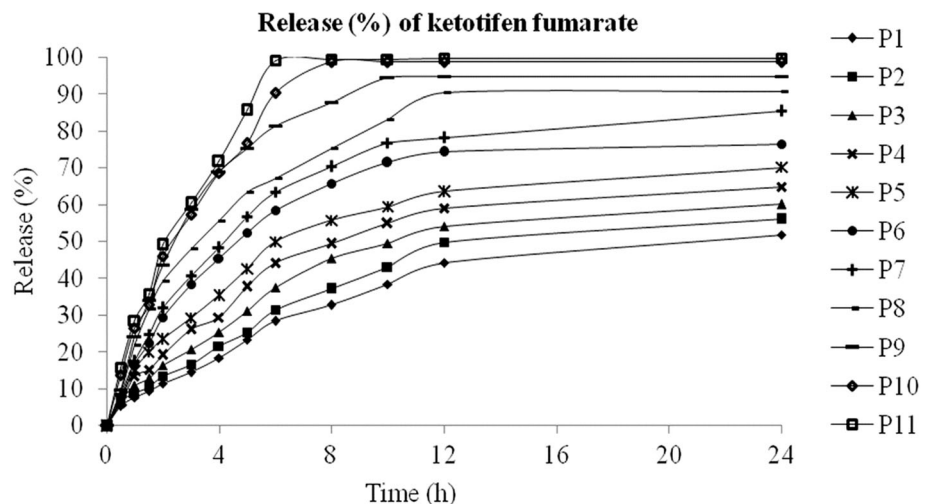 Release (%) of ketotifen fumarate
Release (%)
100
90
80
70
60
50
40
30
20
10
0
0 4 8 12 16 20 24
Time (h)
P1
P2
P3
P4
P5
P6
P7
P8
P9
P10
P11